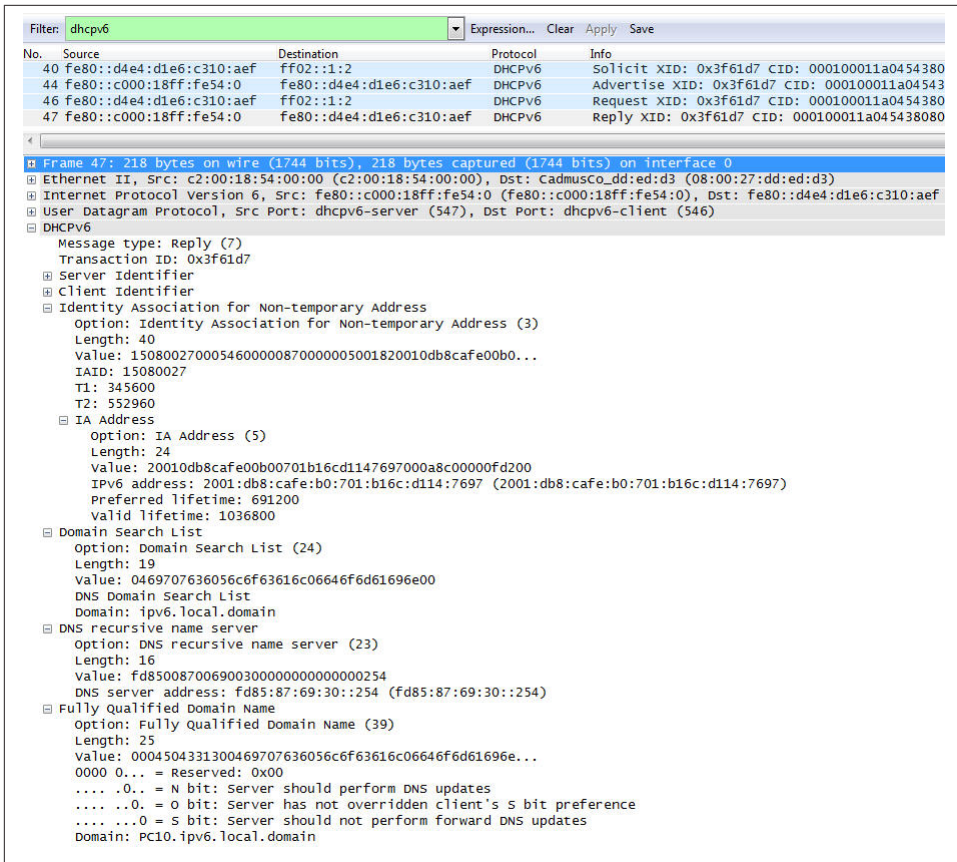 Filter: dhcpv6 Expression... Clear Apply Save
No. Source Destination Protocol Info
40 fe80::d4e4:d1e6:c310:aef ff02::1:2 DHCPv6 Solicit XID: 0x3f61d7 CID: 000100011a0454380
44 fe80::c000:18ff:fe54:0 fe80::d4e4:d1e6:c310:aef DHCPv6 Advertise XID: 0x3f61d7 CID: 000100011a04543
46 fe80::d4e4:d1e6:c310:aef ff02::1:2 DHCPv6 Request XID: 0x3f61d7 CID: 000100011a0454380
47 fe80::c000:18ff:fe54:0 fe80::d4e4:d1e6:c310:aef DHCPv6 Reply XID: 0x3f61d7 CID: 000100011a045438080
Frame 47: 218 bytes on wire (1744 bits), 218 bytes captured (1744 bits) on interface 0
Ethernet II, Src: c2:00:18:54:00:00 (c2:00:18:54:00:00), Dst: CadmusCo_dd:ed:d3 (08:00:27:dd:ed:d3)
Internet Protocol Version 6, Src: fe80::c000:18ff:fe54:0 (fe80::c000:18ff:fe54:0), Dst: fe80::d4e4:d1e6:c310:aef
User Datagram Protocol, Src Port: dhcpv6-server (547), Dst Port: dhcpv6-client (546)
DHCPv6
Message type: Reply (7)
Transaction ID: 0x3f61d7
Server Identifier
Client Identifier
Identity Association for Non-temporary Address
Option: Identity Association for Non-temporary Address (3)
Length: 40
Value: 150800270005460000087000000050018200 10db8cafe00b0...
IAID: 15080027
T1: 345600
T2: 552960
IA Address
Option: IA Address (5)
Length: 24
Value: 20010db8cafe00b00701b16cd1147697000a8c00000fd200
IPv6 address: 2001:db8:cafe:b0:701:b16c:d114:7697 (2001:db8:cafe:b0:701:b16c:d114:7697)
Preferred lifetime: 691200
Valid lifetime: 1036800
Domain Search List
Option: Domain Search List (24)
Length: 19
Value: 0469707636056c6f63616c06646f6d61696e00
DNS Domain Search List
Domain: ipv6.local.domain
DNS recursive name server
Option: DNS recursive name server (23)
Length: 16
Value: fd850087006900300000000000000254
DNS server address: fd85:87:69:30::254 (fd85:87:69:30::254)
Fully Qualified Domain Name
Option: Fully Qualified Domain Name (39)
Length: 25
Value: 0004504331300469707636056c6f63616c06646f6d61696e...
0000 0... = Reserved: 0x00
.... .0.. = N bit: Server should perform DNS updates
.... ..0. = O bit: Server has not overridden client's S bit preference
.... ...0 = S bit: Server should not perform forward DNS updates
Domain: PC10.ipv6.local.domain